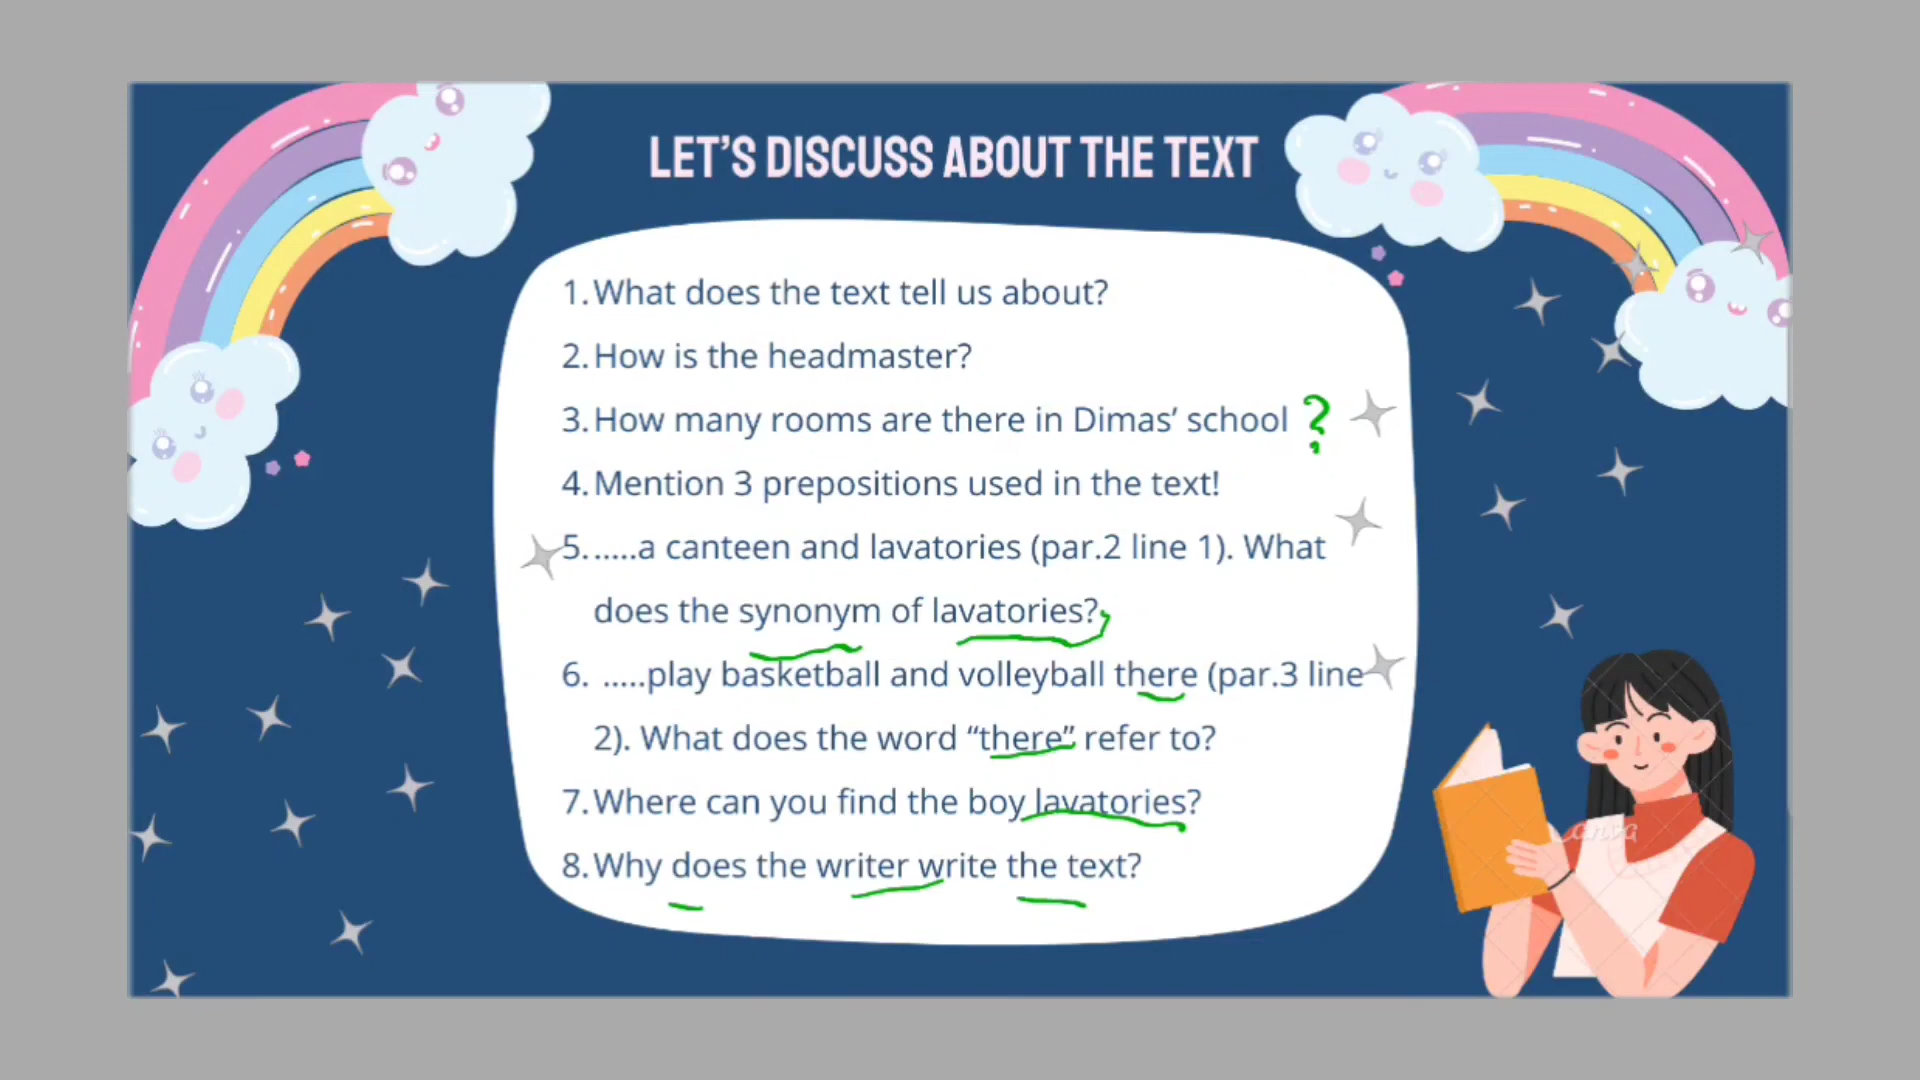 LET'S DISCUSS ABOUT THE TEXT
1. What does the text tell us about?
2. How is the headmaster?
3. How many rooms are there in Dimas' school ?
4. Mention 3 prepositions used in the text!
5. .....a canteen and lavatories (par.2 line 1). What
does the synonym of lavatories?
6. .....play basketball and volleyball there (par.3 line
2). What does the word “there” refer to?
7. Where can you find the boy lavatories?
8. Why does the writer write the text?
Canva